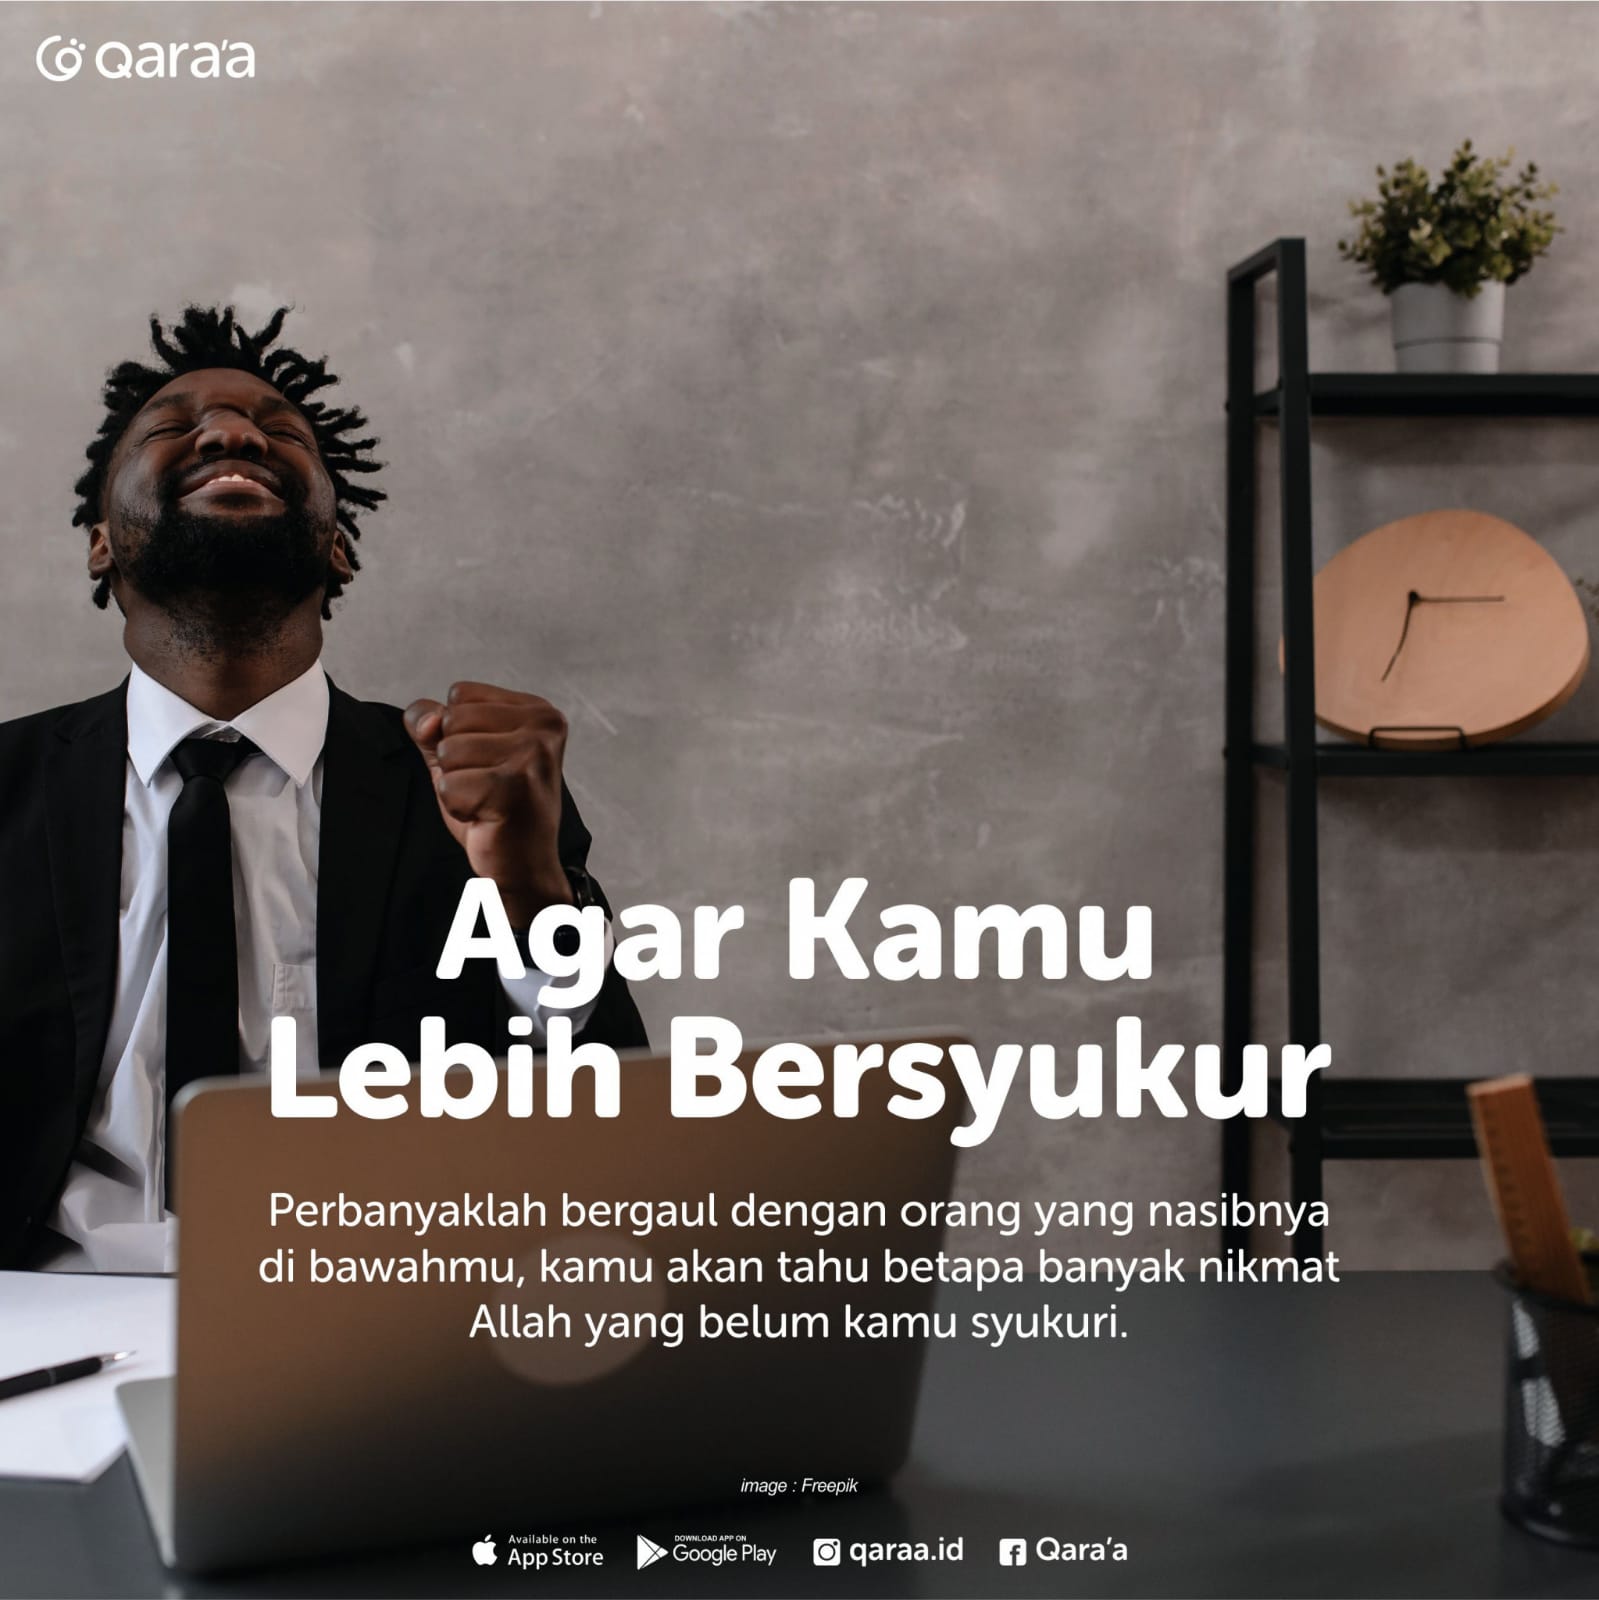 Qara'a
Agar Kamu
Lebih Bersyukur
Perbanyaklah bergaul dengan orang yang nasibnya
di bawahmu, kamu akan tahu betapa banyak nikmat
Allah yang belum kamu syukuri.
image : Freepik
Available on the
App Store
DOWNLOAD APP ON
Google Play
qaraa.id
Qara'a